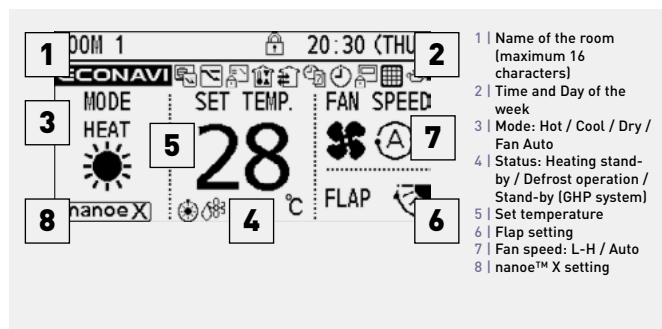 1
OOM 1
20:30 (THU
2
ECONAVI
MODE
SET TEMP.
FAN SPEED
3
HEAT
5
28
A
7
8
nanoeX
4
°C
FLAP
6
1 | Name of the room
(maximum 16
characters)
2 | Time and Day of the
week
3 | Mode: Hot / Cool / Dry /
Fan Auto
4 | Status: Heating stand-
by / Defrost operation /
Stand-by (GHP system)
5 | Set temperature
6 | Flap setting
7 | Fan speed: L-H / Auto
8 | nanoe™ X setting